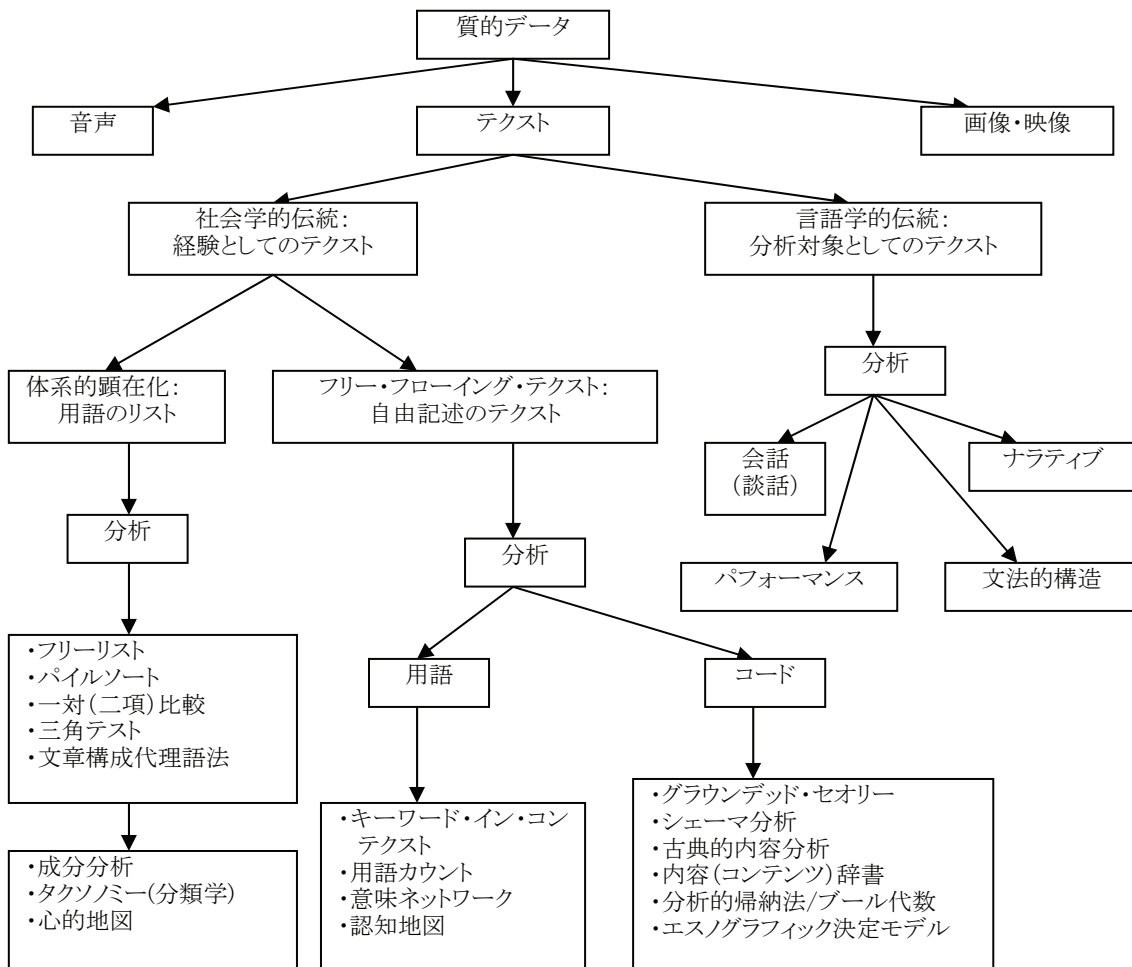 質的データ
音声
テクスト
画像・映像
社会学的伝統:
経験としてのテクスト
言語学的伝統:
分析対象としてのテクスト
体系的顕在化:
用語のリスト
フリー・フローイング・テクスト:
自由記述のテクスト
分析
会話
(談話)
ナラティブ
パフォーマンス
文法的構造
分析
分析
・フリーリスト
・パイルソート
・一対(二項)比較
・三角テスト
・文章構成代理語法
用語
コード
・成分分析
・タクソノミー(分類学)
・心的地図
・キーワード・イン・コン
テクスト
・用語カウント
・意味ネットワーク
・認知地図
・グラウンデッド・セオリー
・シェーマ分析
・古典的内容分析
・内容(コンテンツ)辞書
・分析的帰納法/ブール代数
・エスノグラフィック決定モデル